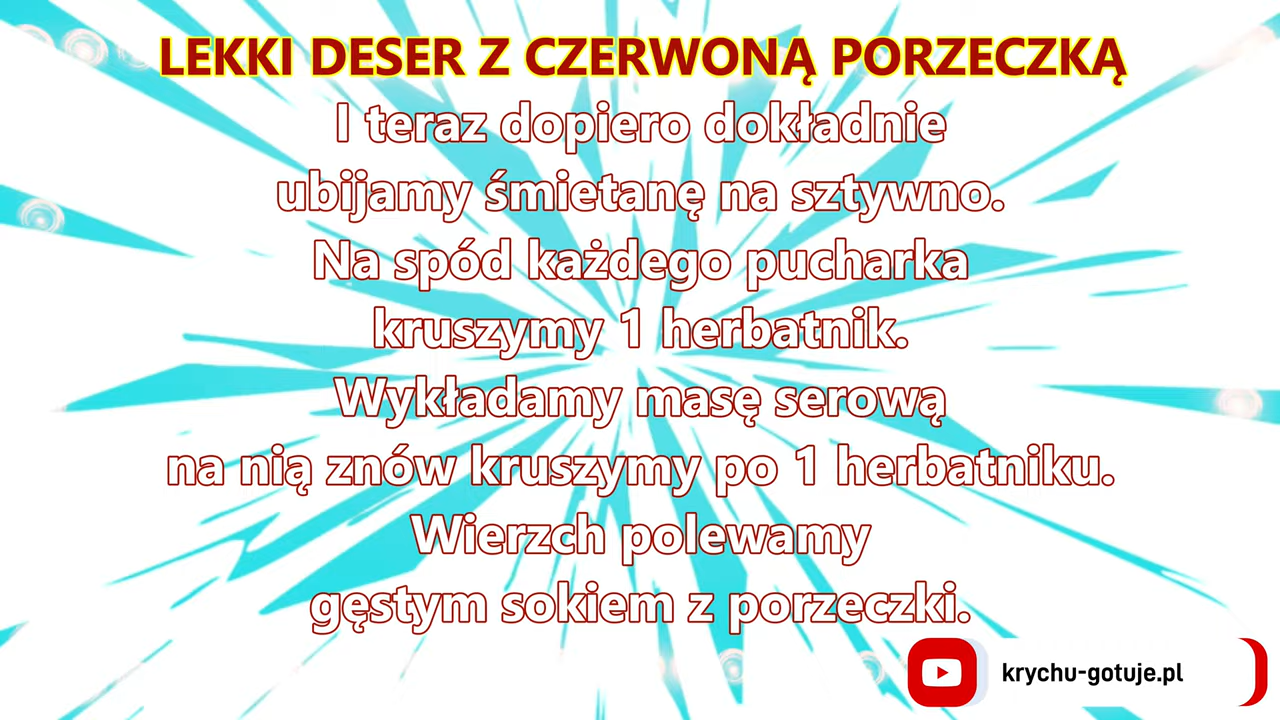 LEKKI DESER Z CZERWONĄ PORZECZKĄ
I teraz dopiero dokładnie
ubijamy śmietanę na sztywno.
Na spód każdego pucharka
kruszymy 1 herbatnik.
Wykładamy masę serową
na nią znów kruszymy po 1 herbatniku.
Wierzch polewamy
gęstym sokiem z porzeczki.
krychu-gotuje.pl